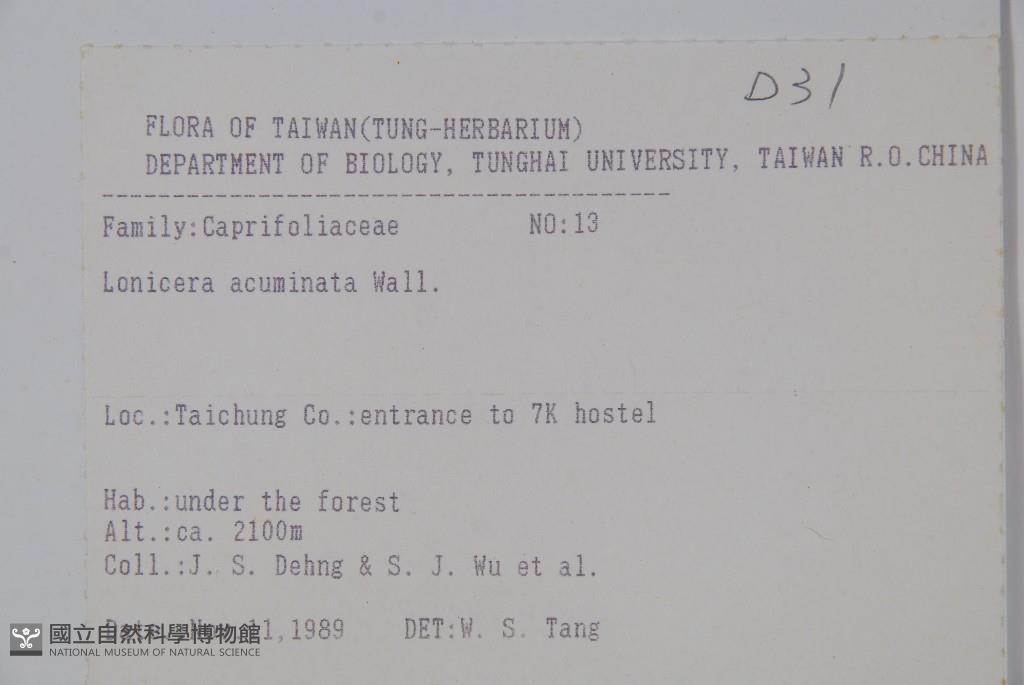 D31
FLORA OF TAIWAN(TUNG-HERBARIUM)
DEPARTMENT OF BIOLOGY, TUNGHAI UNIVERSITY, TAIWAN R.O.CHINA
----------------------------------------
Family:Caprifoliaceae NO:13
Lonicera acuminata Wall.
Loc.:Taichung Co.:entrance to 7K hostel
Hab.:under the forest
Alt.:ca. 2100m
Coll.:J. S. Dehng & S. J. Wu et al.
11,1989 DET:W. S. Tang
國立自然科學博物館
NATIONAL MUSEUM OF NATURAL SCIENCE